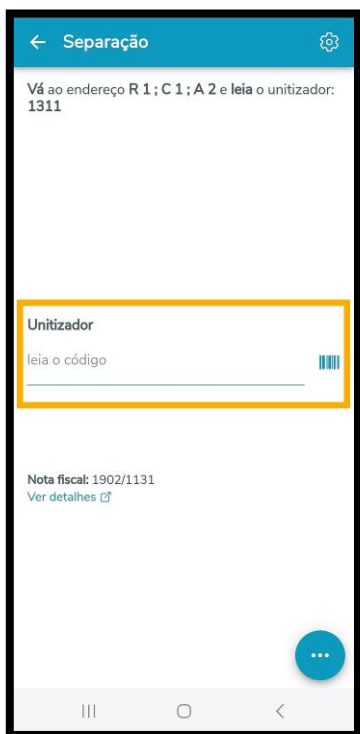 Separação
Vá ao endereço R 1 ; C 1 ; A 2 e leia o unitizador:
1311
Unitizador
leia o código
Nota fiscal: 1902/1131
Ver detalhes